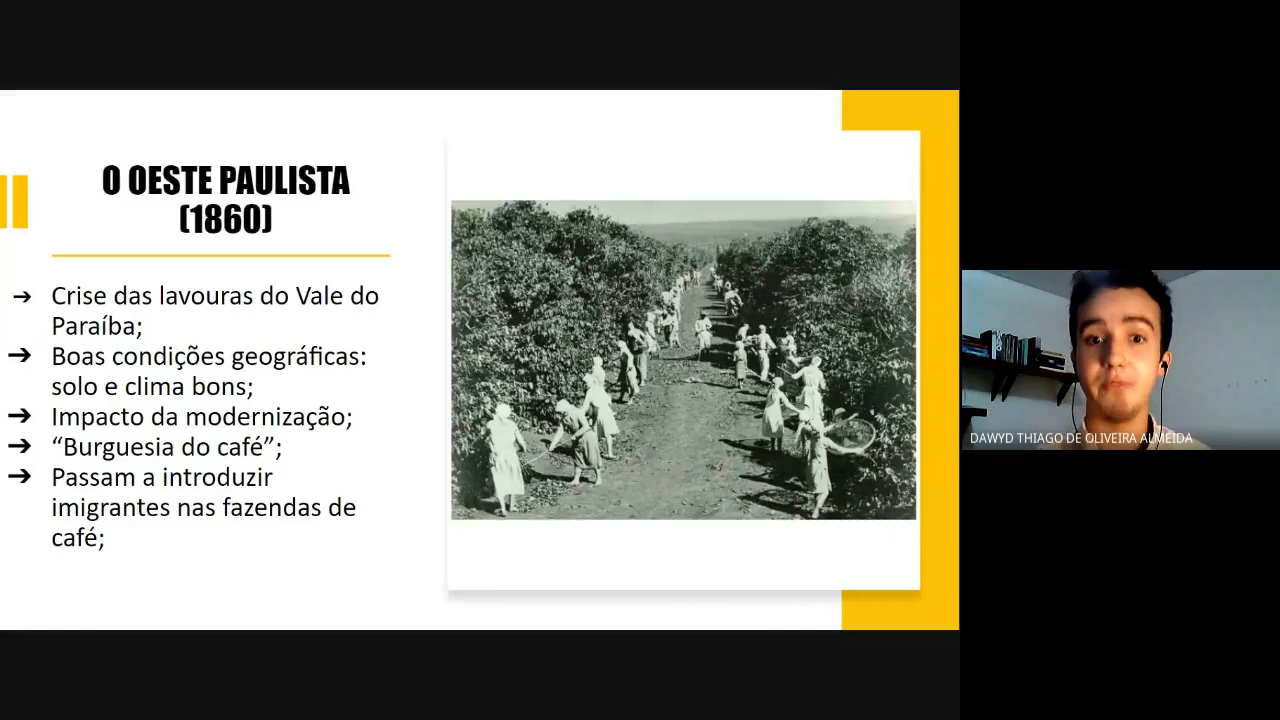 O OESTE PAULISTA
(1860)
➔ Crise das lavouras do Vale do
Paraíba;
➔ Boas condições geográficas:
solo e clima bons;
➔ Impacto da modernização;
➔ “Burguesia do café”;
➔ Passam a introduzir
imigrantes nas fazendas de
café;
DAWYD THIAGO DE OLIVEIRA ALMEIDA